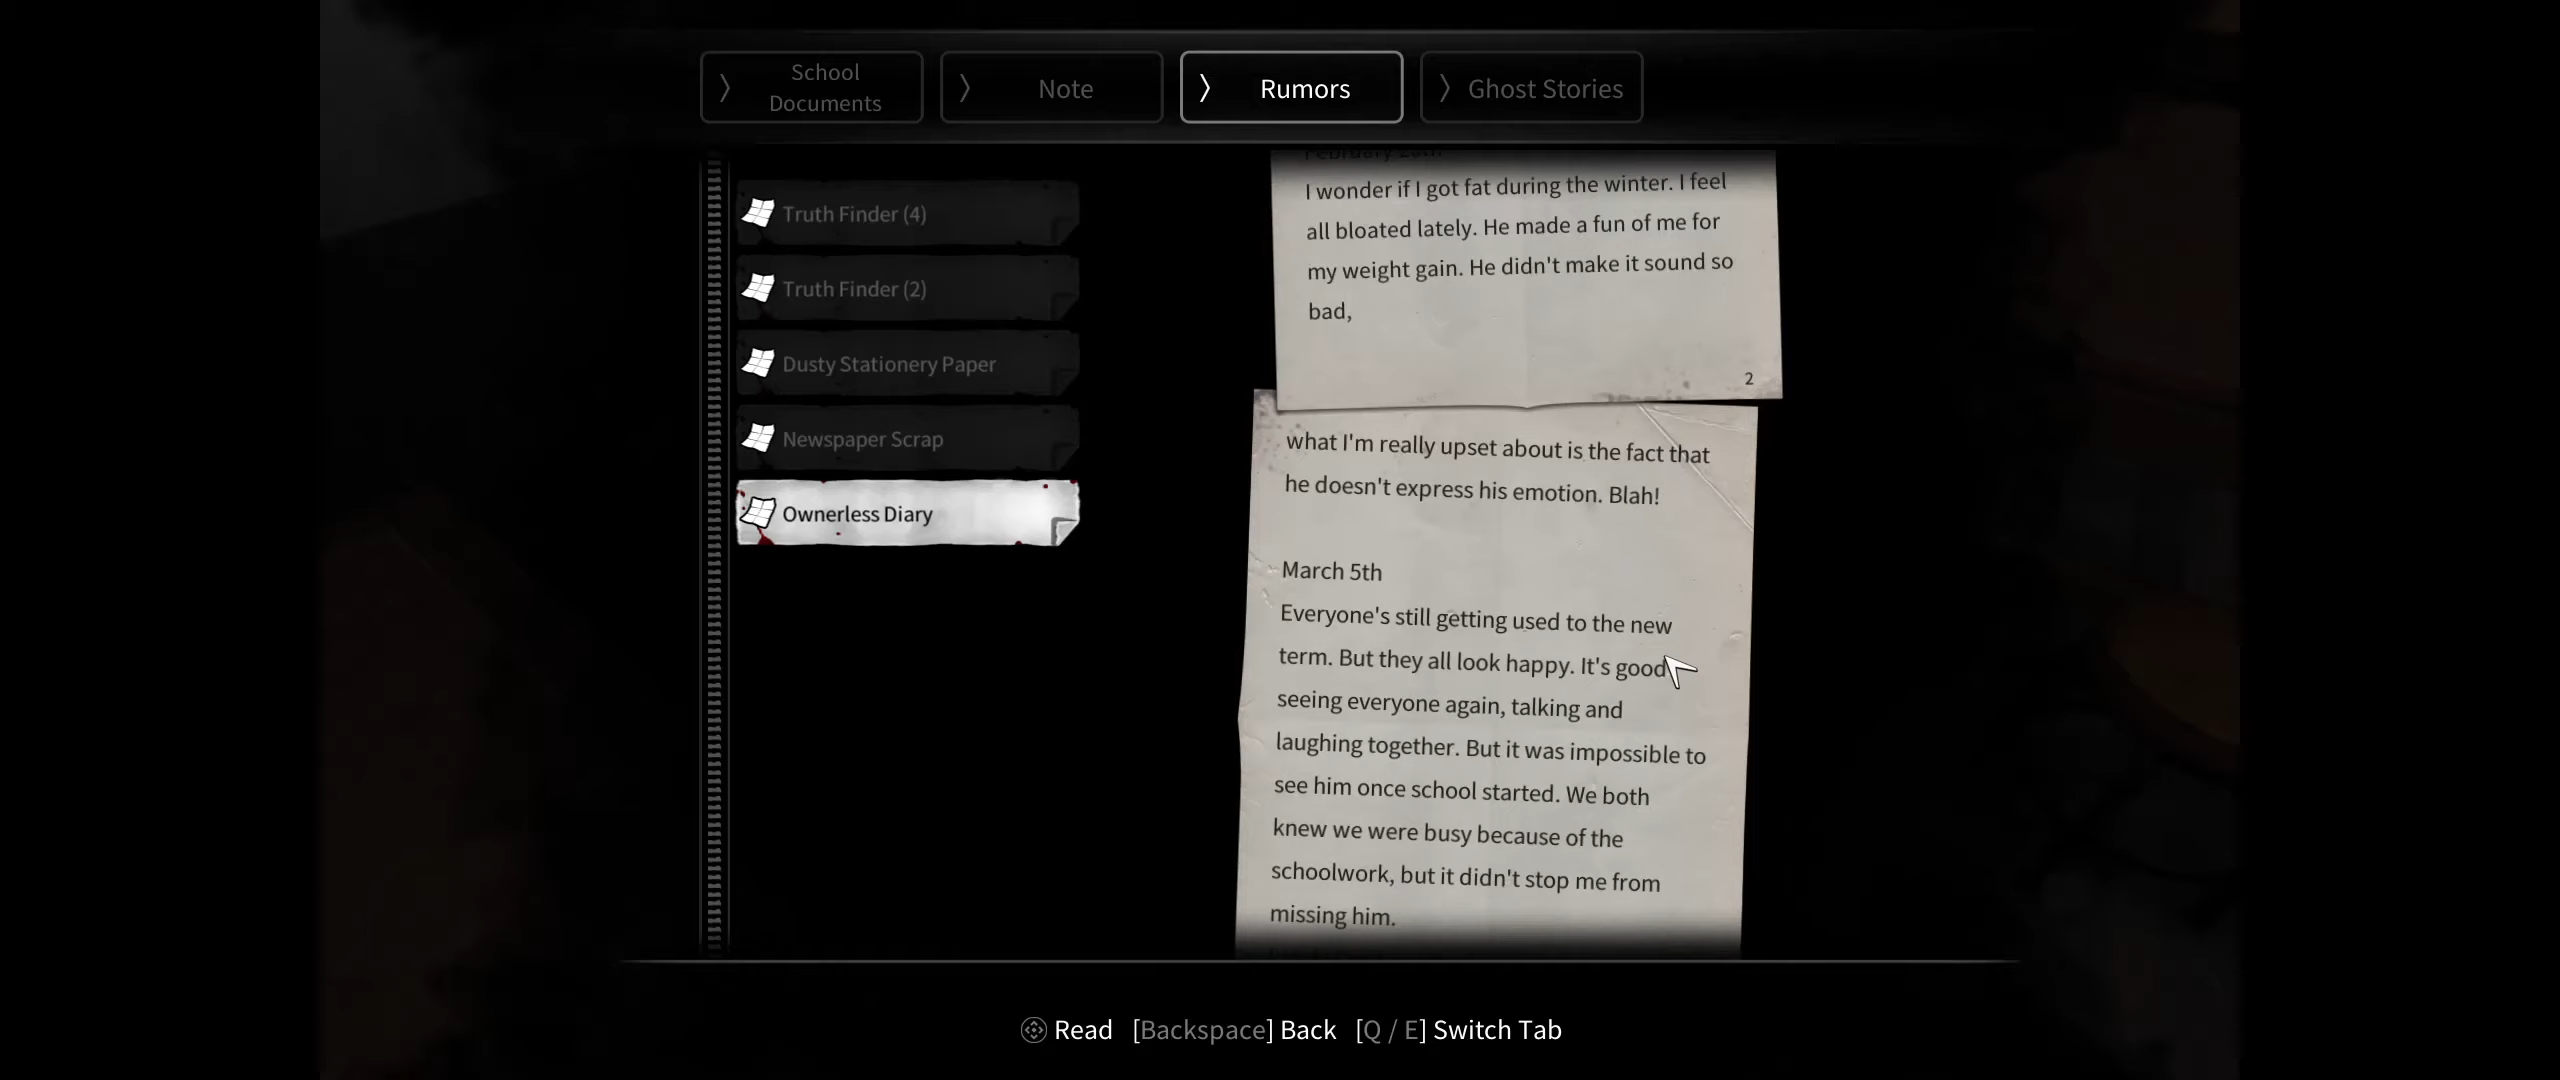 School
Documents
Note
Rumors
Ghost Stories
Truth Finder (4)
Truth Finder (2)
Dusty Stationery Paper
Newspaper Scrap
Ownerless Diary
I wonder if I got fat during the winter. I feel
all bloated lately. He made a fun of me for
my weight gain. He didn't make it sound so
bad,
2
what I'm really upset about is the fact that
he doesn't express his emotion. Blah!
March 5th
Everyone's still getting used to the new
term. But they all look happy. It's good
seeing everyone again, talking and
laughing together. But it was impossible to
see him once school started. We both
knew we were busy because of the
schoolwork, but it didn't stop me from
missing him.
Read [Backspace] Back [Q / E] Switch Tab